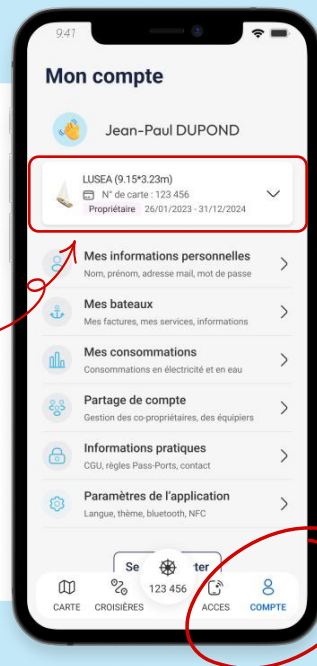 9:41
Mon compte
Jean-Paul DUPOND
LUSEA (9.15*3.23m)
N° de carte : 123 456
Propriétaire 26/01/2023 - 31/12/2024
Mes informations personnelles
Nom, prénom, adresse mail, mot de passe
Mes bateaux
Mes factures, mes services, informations
Mes consommations
Consommations en électricité et en eau
Partage de compte
Gestion des co-propriétaires, des équipiers
Informations pratiques
CGU, règles Pass-Ports, contact
Paramètres de l'application
Langue, thème, bluetooth, NFC
Se ter
CARTE CROISIÈRES 123 456 ACCES COMPTE